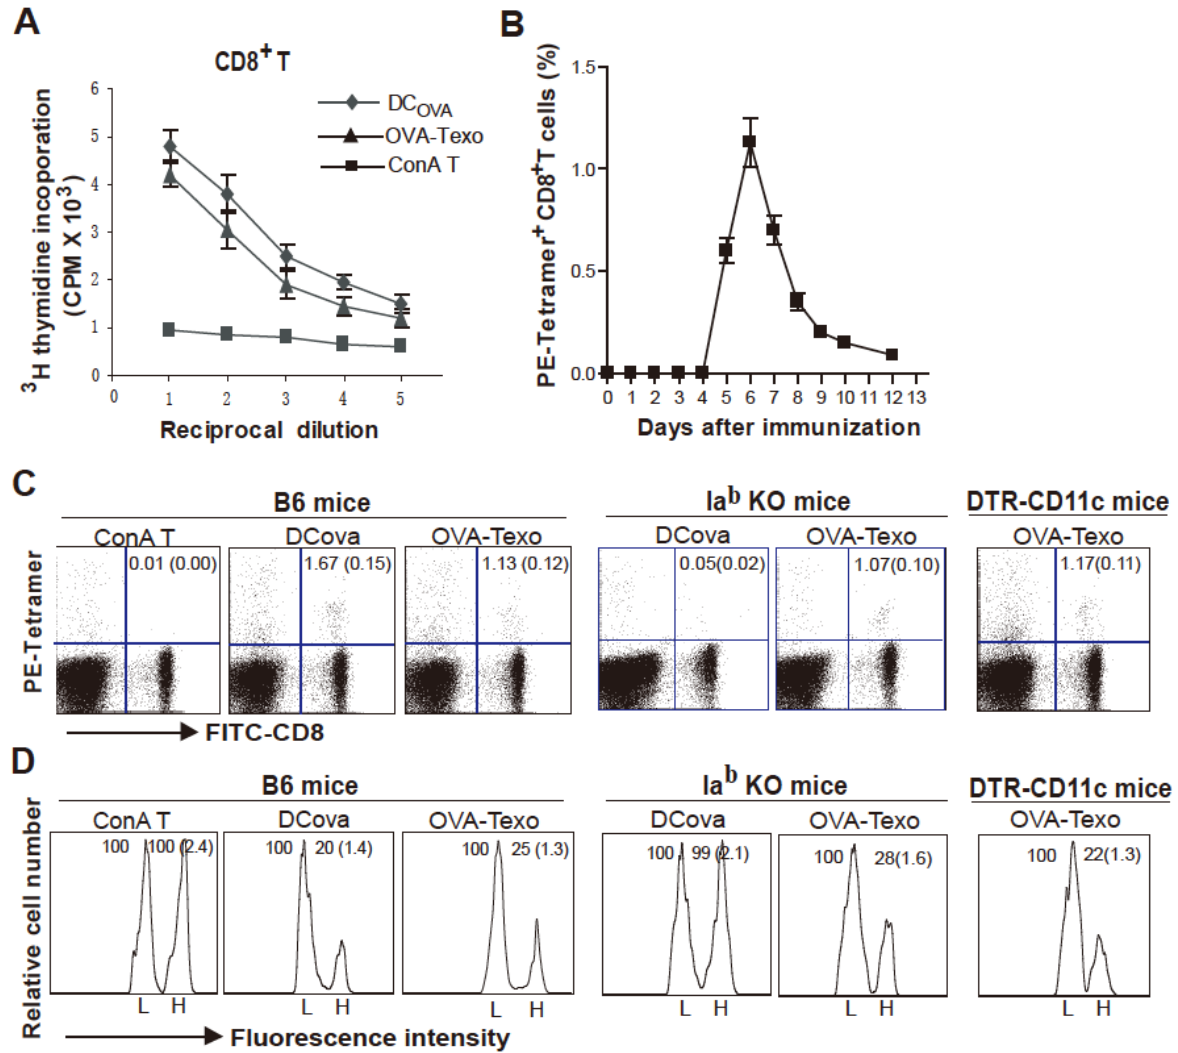 A
CD8+ T
3H thymidine incoporation
(CPM X 103)
6
5
4
3
2
1
0
DCOVA
OVA-Texo
ConA T
0 1 2 3 4 5
Reciprocal dilution
B
PE-Tetramer+ CD8+T cells (%)
1.5
1.0
0.5
0.0
0 1 2 3 4 5 6 7 8 9 10 11 12 13
Days after immunization
C
B6 mice
Iab KO mice
DTR-CD11c mice
ConA T
DCova
OVA-Texo
DCova
OVA-Texo
OVA-Texo
PE-Tetramer
0.01 (0.00)
1.67 (0.15)
1.13 (0.12)
0.05(0.02)
1.07(0.10)
1.17(0.11)
FITC-CD8
D
B6 mice
Iab KO mice
DTR-CD11c mice
ConA T
DCova
OVA-Texo
DCova
OVA-Texo
OVA-Texo
Relative cell number
100 100 (2.4)
100 20 (1.4)
100 25 (1.3)
100 99 (2.1)
100 28(1.6)
100 22(1.3)
L H
L H
L H
L H
L H
L H
Fluorescence intensity